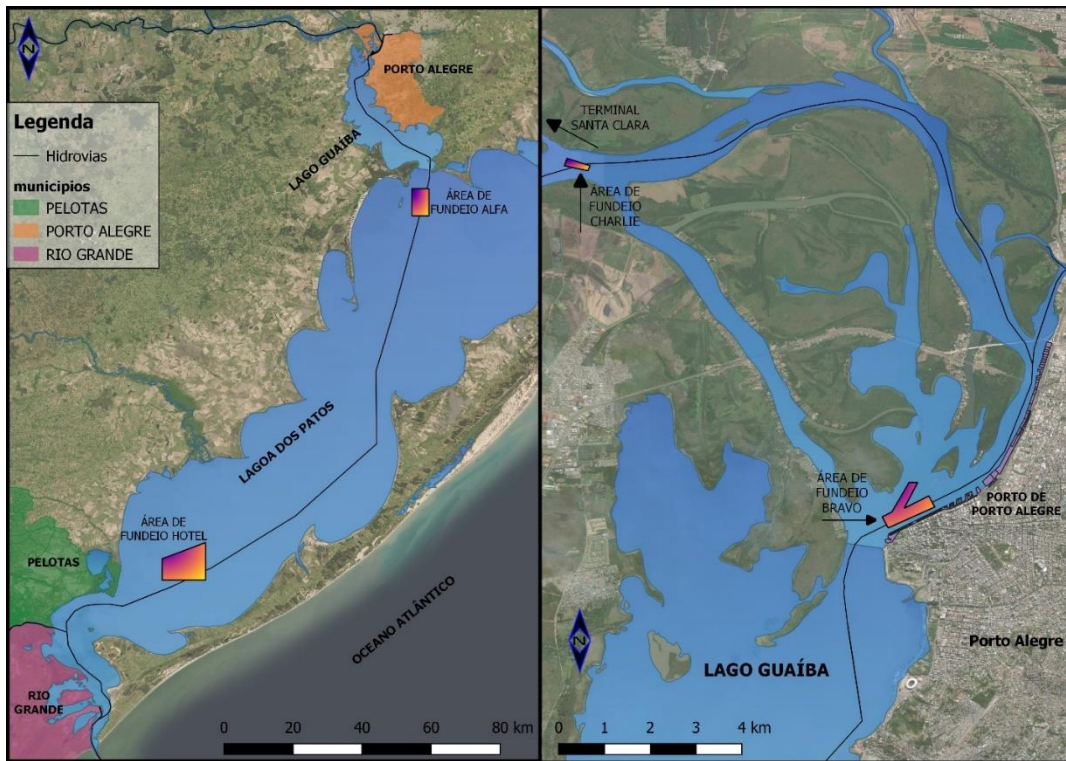 N
PORTO ALEGRE
Legenda
Hidrovias
municipios
PELOTAS
PORTO ALEGRE
RIO GRANDE
LAGO GUAÍBA
ÁREA DE
FUNDEIO ALFA
LAGOA DOS PATOS
ÁREA DE
FUNDEIO HOTEL
PELOTAS
OCEANO ATLÂNTICO
RIO
GRANDE
0 20 40 60 80 km
TERMINAL
SANTA CLARA
ÁREA DE
FUNDEIO
CHARLIE
ÁREA DE
FUNDEIO
BRAVO
PORTO DE
PORTO ALEGRE
N
Porto Alegre
LAGO GUAÍBA
0 1 2 3 4 km